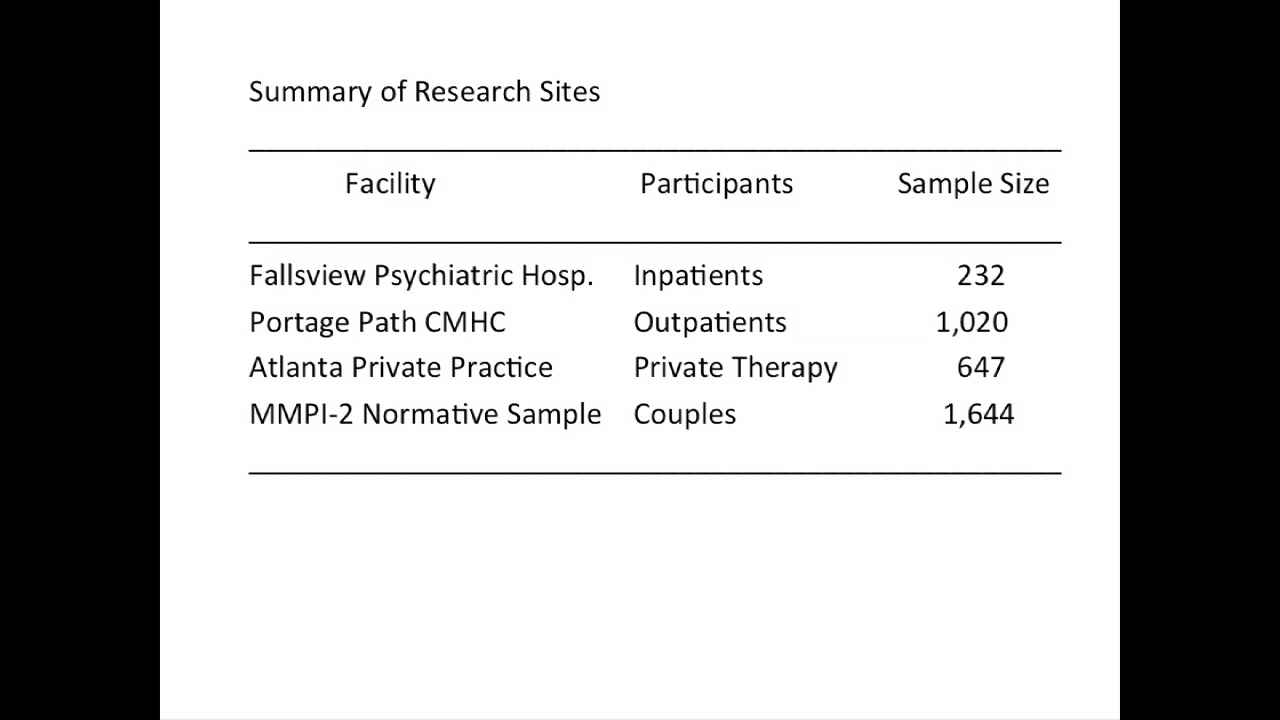 Summary of Research Sites
Facility Participants Sample Size
Fallsview Psychiatric Hosp. Inpatients 232
Portage Path CMHC Outpatients 1,020
Atlanta Private Practice Private Therapy 647
MMPI-2 Normative Sample Couples 1,644